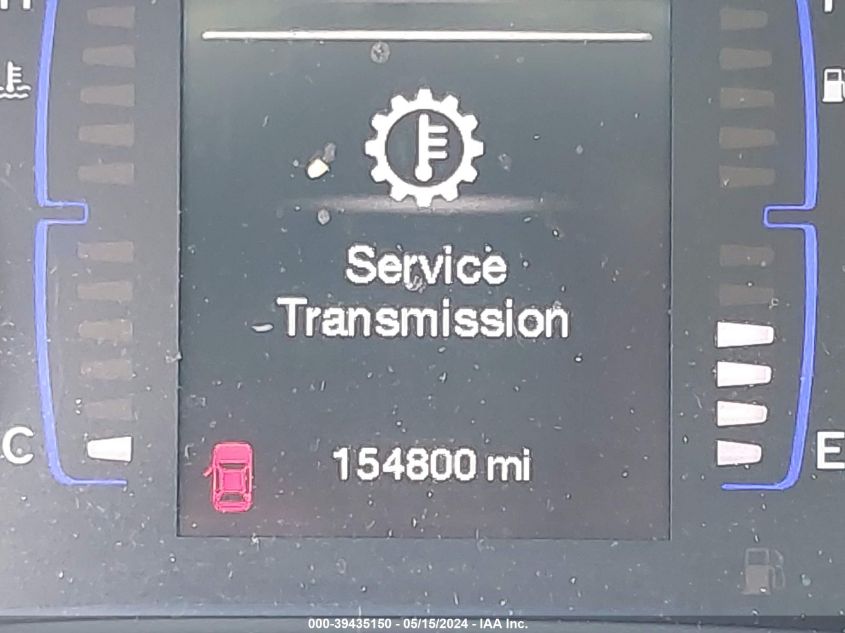 H
F
Service
Transmission
C
E
154800 mi
000-39435150 - 05/15/2024 - IAA Inc.